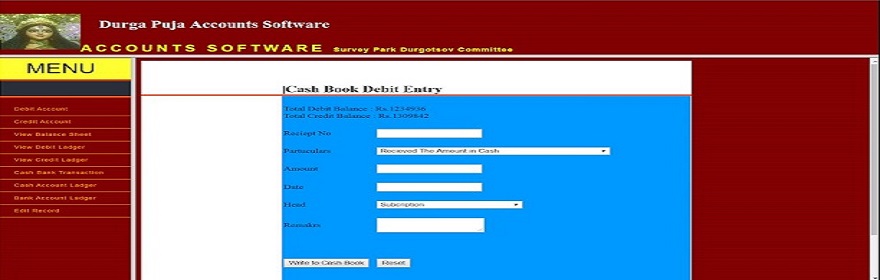 Durga Puja Accounts Software
ACCOUNTS SOFTWARE Survey Park Durgotsov Committee
MENU
Debit Account
Credit Account
View Balance Sheet
View Debit Ledger
View Credit Ledger
Cash Bank Transaction
Cash Account Ledger
Bank Account Ledger
Edit Record
Cash Book Debit Entry
Total Debit Balance : Rs.1234936
Total Credit Balance : Rs.1309842
Reciept No
Particulars Recieved The Amount in Cash
Amount
Date
Head Subcription
Remakrs
Write to Cash Book Reset